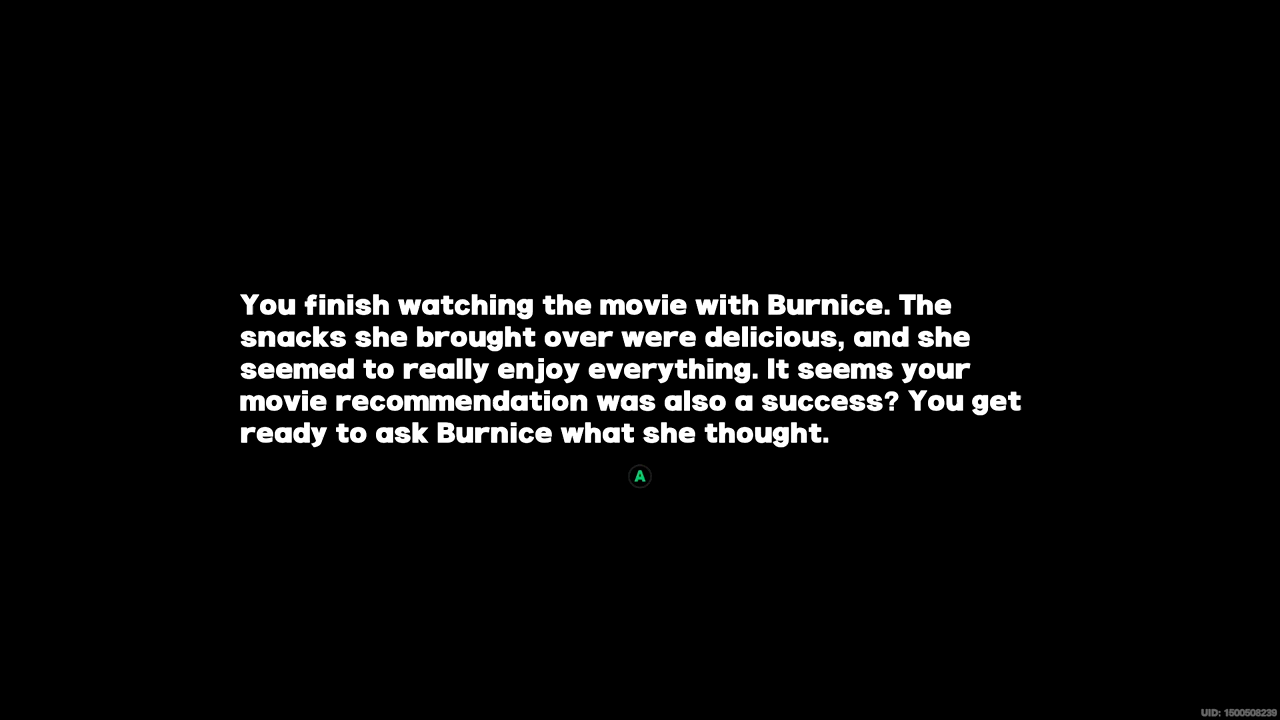 You finish watching the movie with Burnice. The
snacks she brought over were delicious, and she
seemed to really enjoy everything. It seems your
movie recommendation was also a success? You get
ready to ask Burnice what she thought.
A
UID: 1500508239